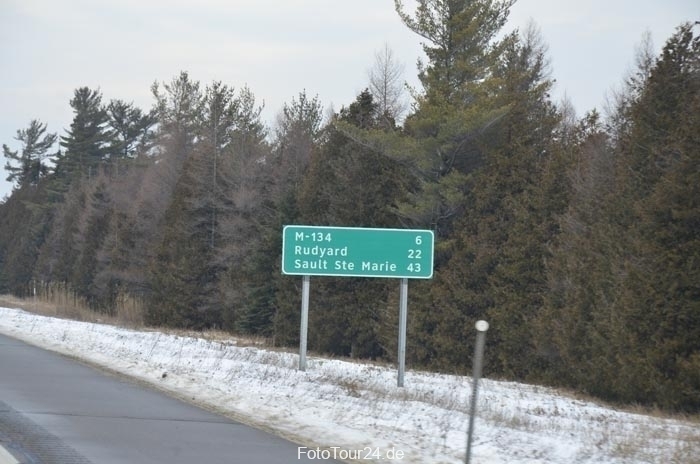 M-134 6
Rudyard 22
Sault Ste Marie 43
FotoTour24.de